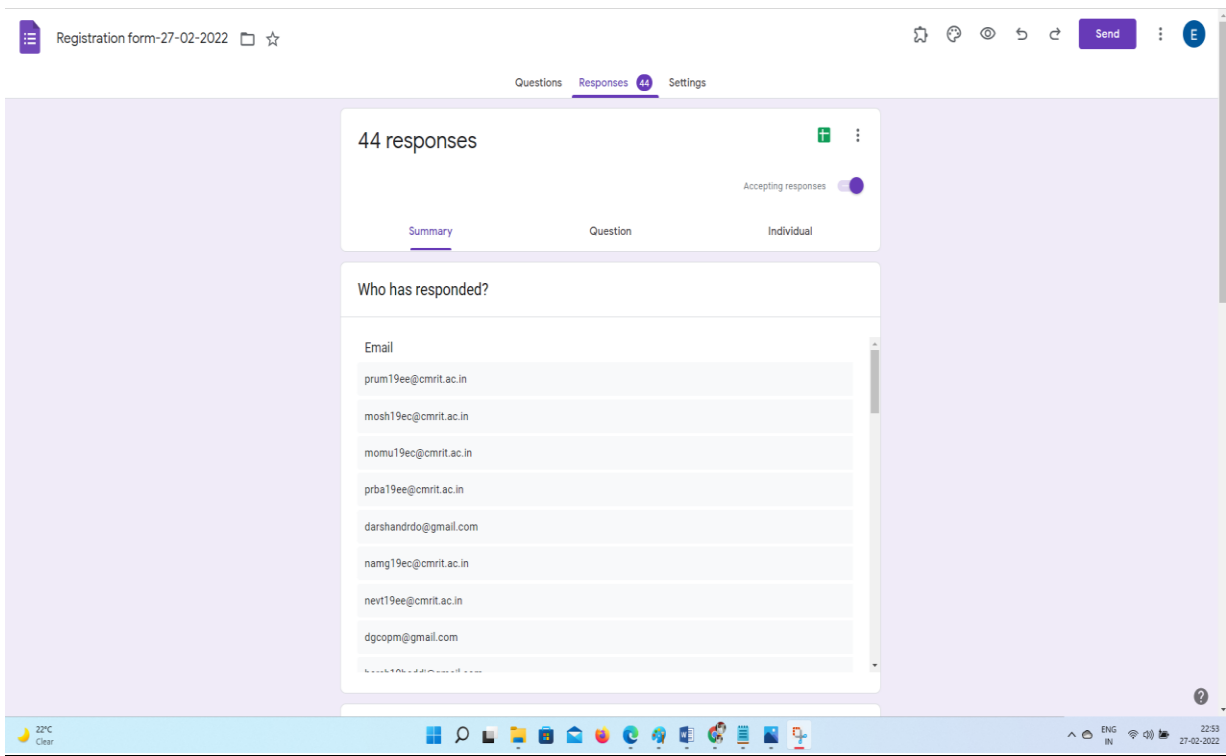 Registration form-27-02-2022
Send
E
Questions Responses 44 Settings
44 responses
Accepting responses
Summary Question Individual
Who has responded?
Email
prum19ee@cmrit.ac.in
mosh19ec@cmrit.ac.in
momu19ec@cmrit.ac.in
prba19ee@cmrit.ac.in
darshandrdo@gmail.com
namg19ec@cmrit.ac.in
nevt19ee@cmrit.ac.in
dgcopm@gmail.com
22°C
Clear
ENG
IN
22:53
27-02-2022